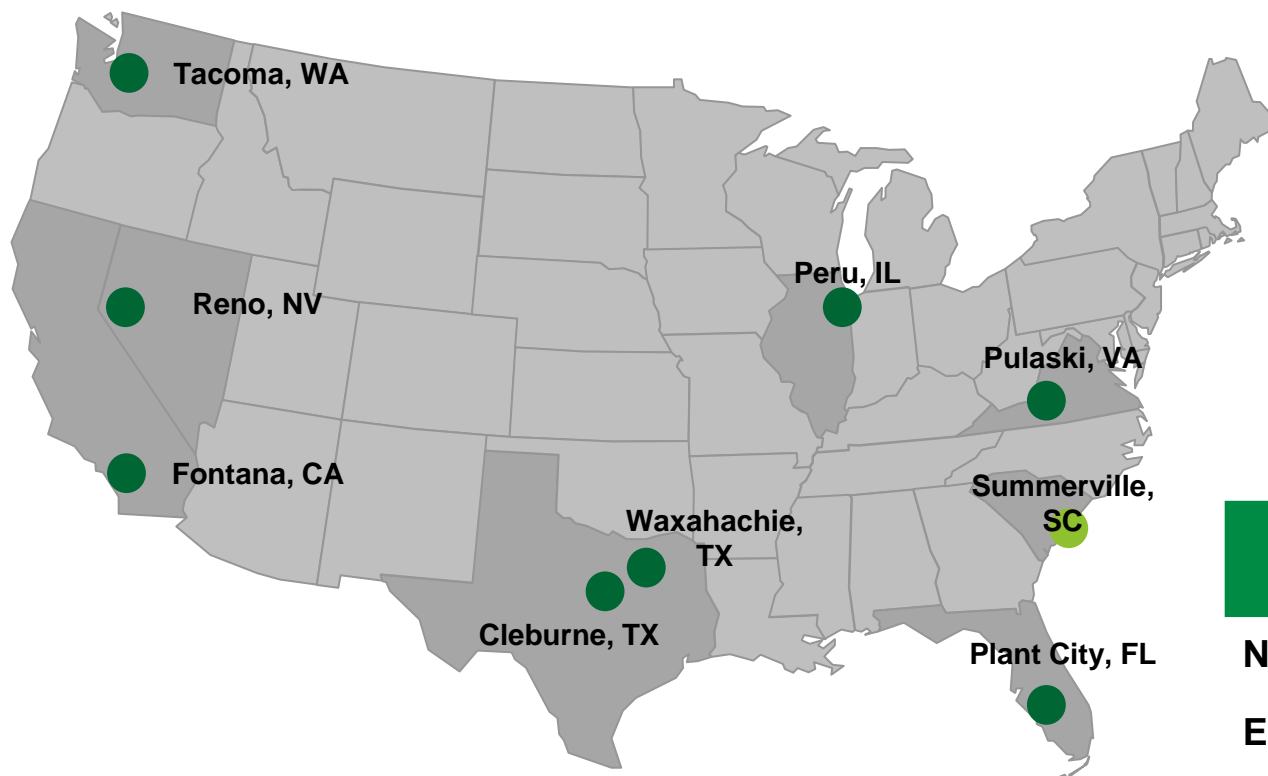 Tacoma, WA
Peru, IL
Reno, NV
Pulaski, VA
Fontana, CA
Summerville,
SC
Waxahachie,
TX
Cleburne, TX
Plant City, FL
N
E